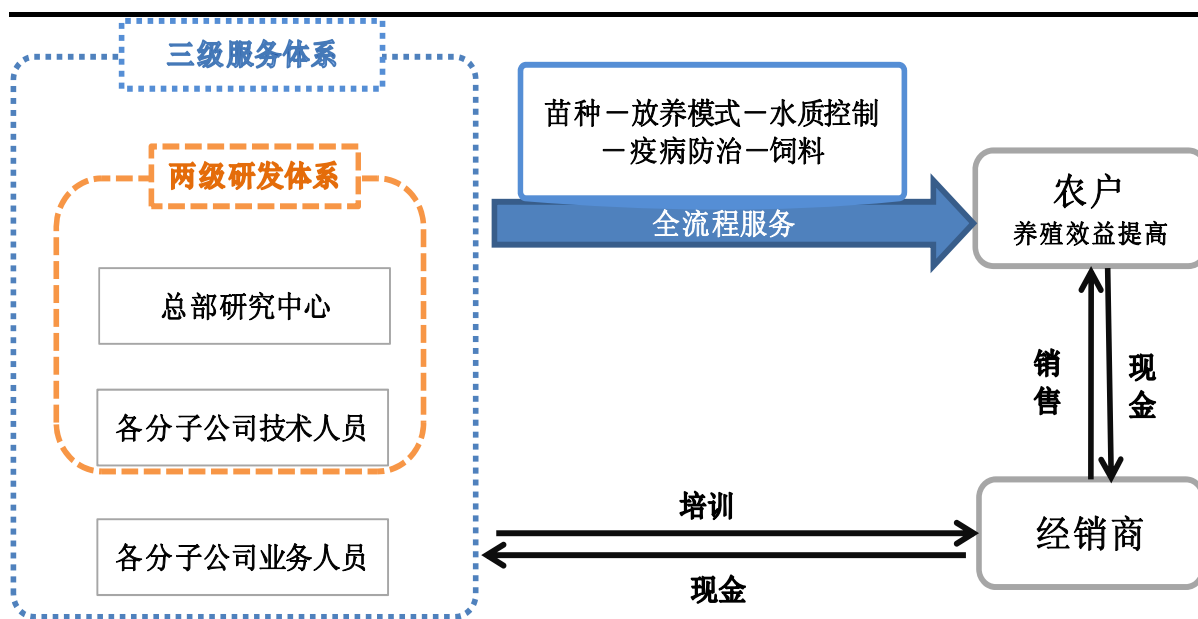 三级服务体系
两级研发体系
总部研究中心
各分子公司技术人员
各分子公司业务人员
苗种－放养模式－水质控制
－疫病防治－饲料
全流程服务
农户
养殖效益提高
销售
现金
培训
现金
经销商